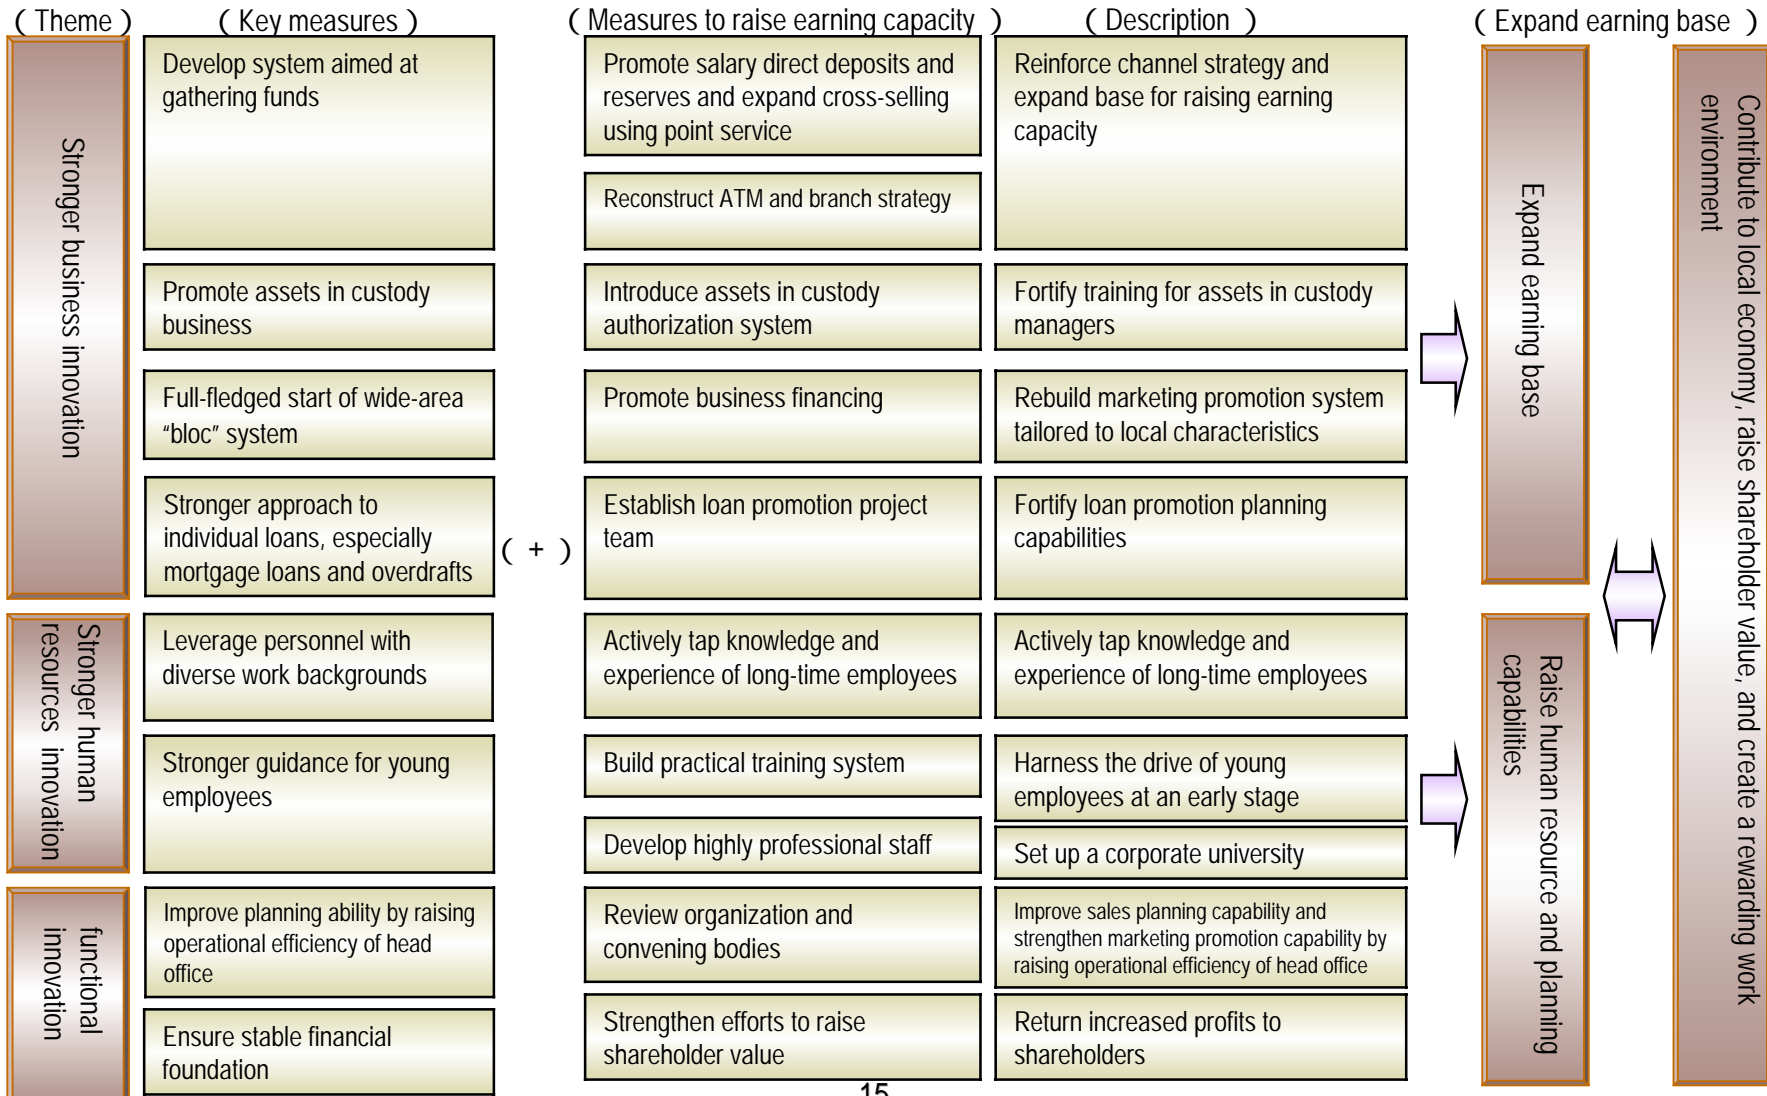 ( Theme )
( Key measures )
( Measures to raise earning capacity )
( Description )
( Expand earning base )
Stronger business innovation
Develop system aimed at
gathering funds
Promote salary direct deposits and
reserves and expand cross-selling
using point service
Reinforce channel strategy and
expand base for raising earning
capacity
Reconstruct ATM and branch strategy
Promote assets in custody
business
Introduce assets in custody
authorization system
Fortify training for assets in custody
managers
Full-fledged start of wide-area
“bloc” system
Promote business financing
Rebuild marketing promotion system
tailored to local characteristics
Stronger approach to
individual loans, especially
mortgage loans and overdrafts
( + )
Establish loan promotion project
team
Fortify loan promotion planning
capabilities
Stronger human
resources innovation
Leverage personnel with
diverse work backgrounds
Actively tap knowledge and
experience of long-time employees
Actively tap knowledge and
experience of long-time employees
Stronger guidance for young
employees
Build practical training system
Harness the drive of young
employees at an early stage
Develop highly professional staff
Set up a corporate university
functional
innovation
Improve planning ability by raising
operational efficiency of head
office
Review organization and
convening bodies
Improve sales planning capability and
strengthen marketing promotion capability by
raising operational efficiency of head office
Ensure stable financial
foundation
Strengthen efforts to raise
shareholder value
Return increased profits to
shareholders
Expand earning base
Raise human resource and planning
capabilities
Contribute to local economy, raise shareholder value, and create a rewarding work
environment
15